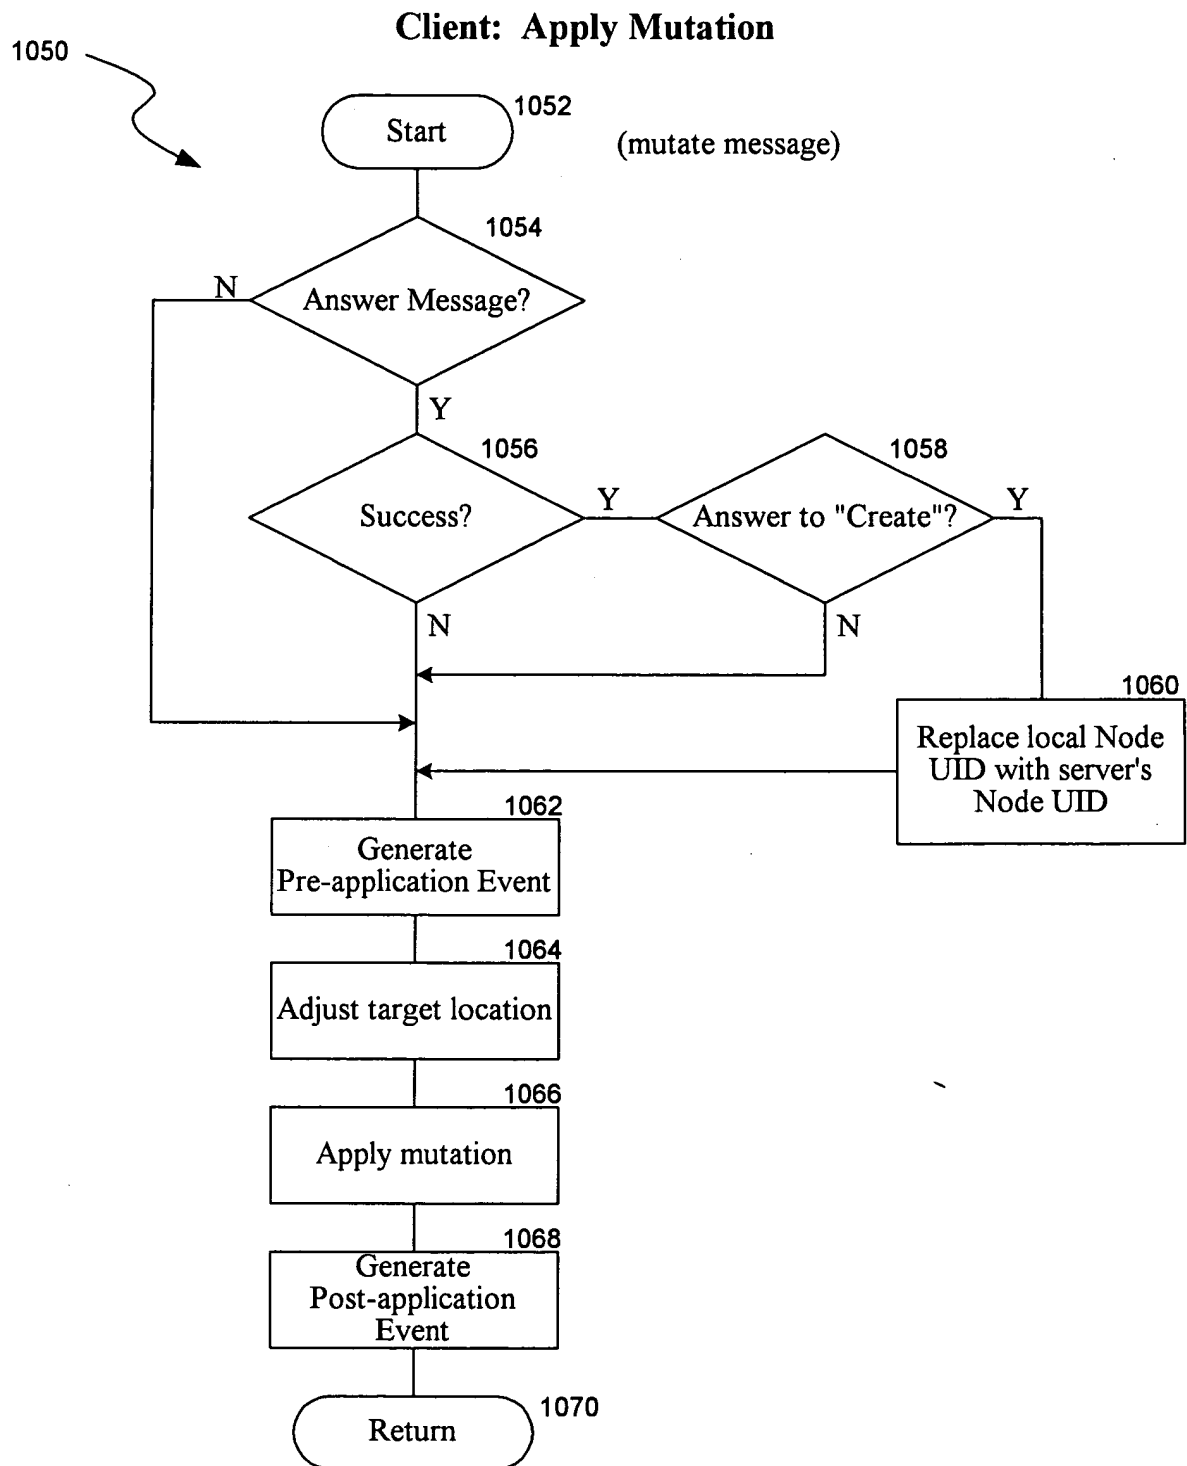 Client: Apply Mutation
1050
1052
Start
(mutate message)
1054
N
Answer Message?
Y
1056
1058
Success?
Y
Answer to "Create"?
Y
N
N
1060
Replace local Node
UID with server's
Node UID
1062
Generate
Pre-application Event
1064
Adjust target location
1066
Apply mutation
1068
Generate
Post-application
Event
1070
Return